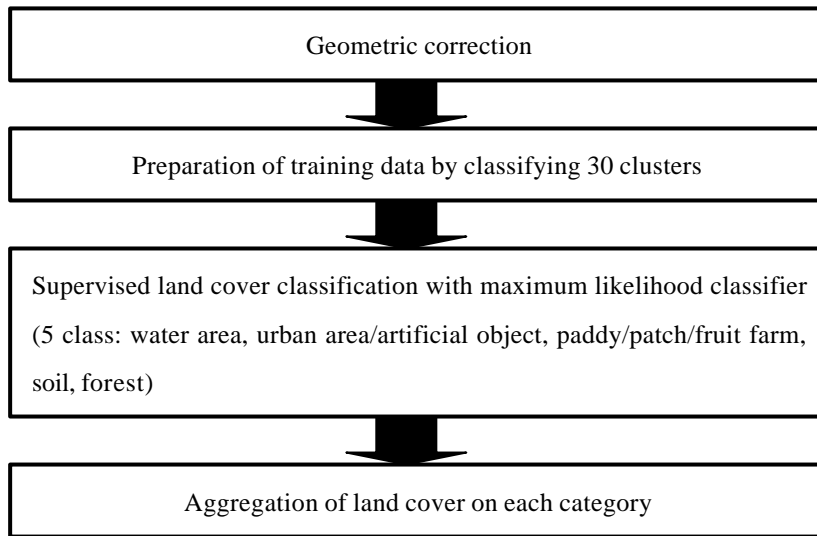 Geometric correction
Preparation of training data by classifying 30 clusters
Supervised land cover classification with maximum likelihood classifier
(5 class: water area, urban area/artificial object, paddy/patch/fruit farm,
soil, forest)
Aggregation of land cover on each category